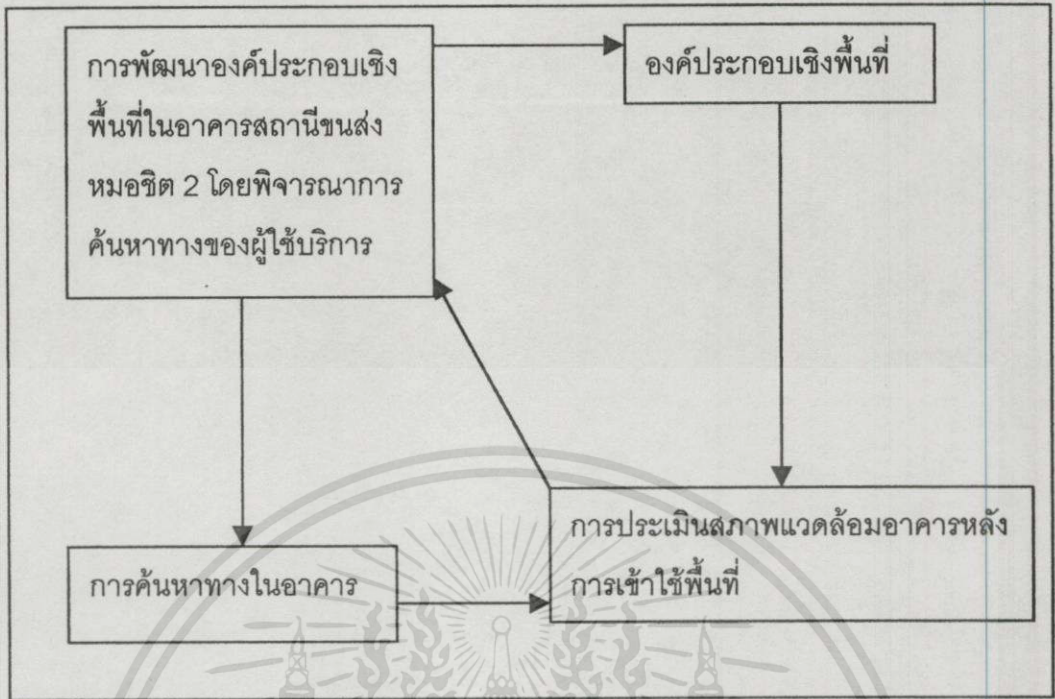 การพัฒนาองค์ประกอบเชิง
พื้นที่ในอาคารสถานีขนส่ง
หมอชิต 2 โดยพิจารณาการ
ค้นหาทางของผู้ใช้บริการ
องค์ประกอบเชิงพื้นที่
การค้นหาทางในอาคาร
การประเมินสภาพแวดล้อมอาคารหลัง
การเข้าใช้พื้นที่